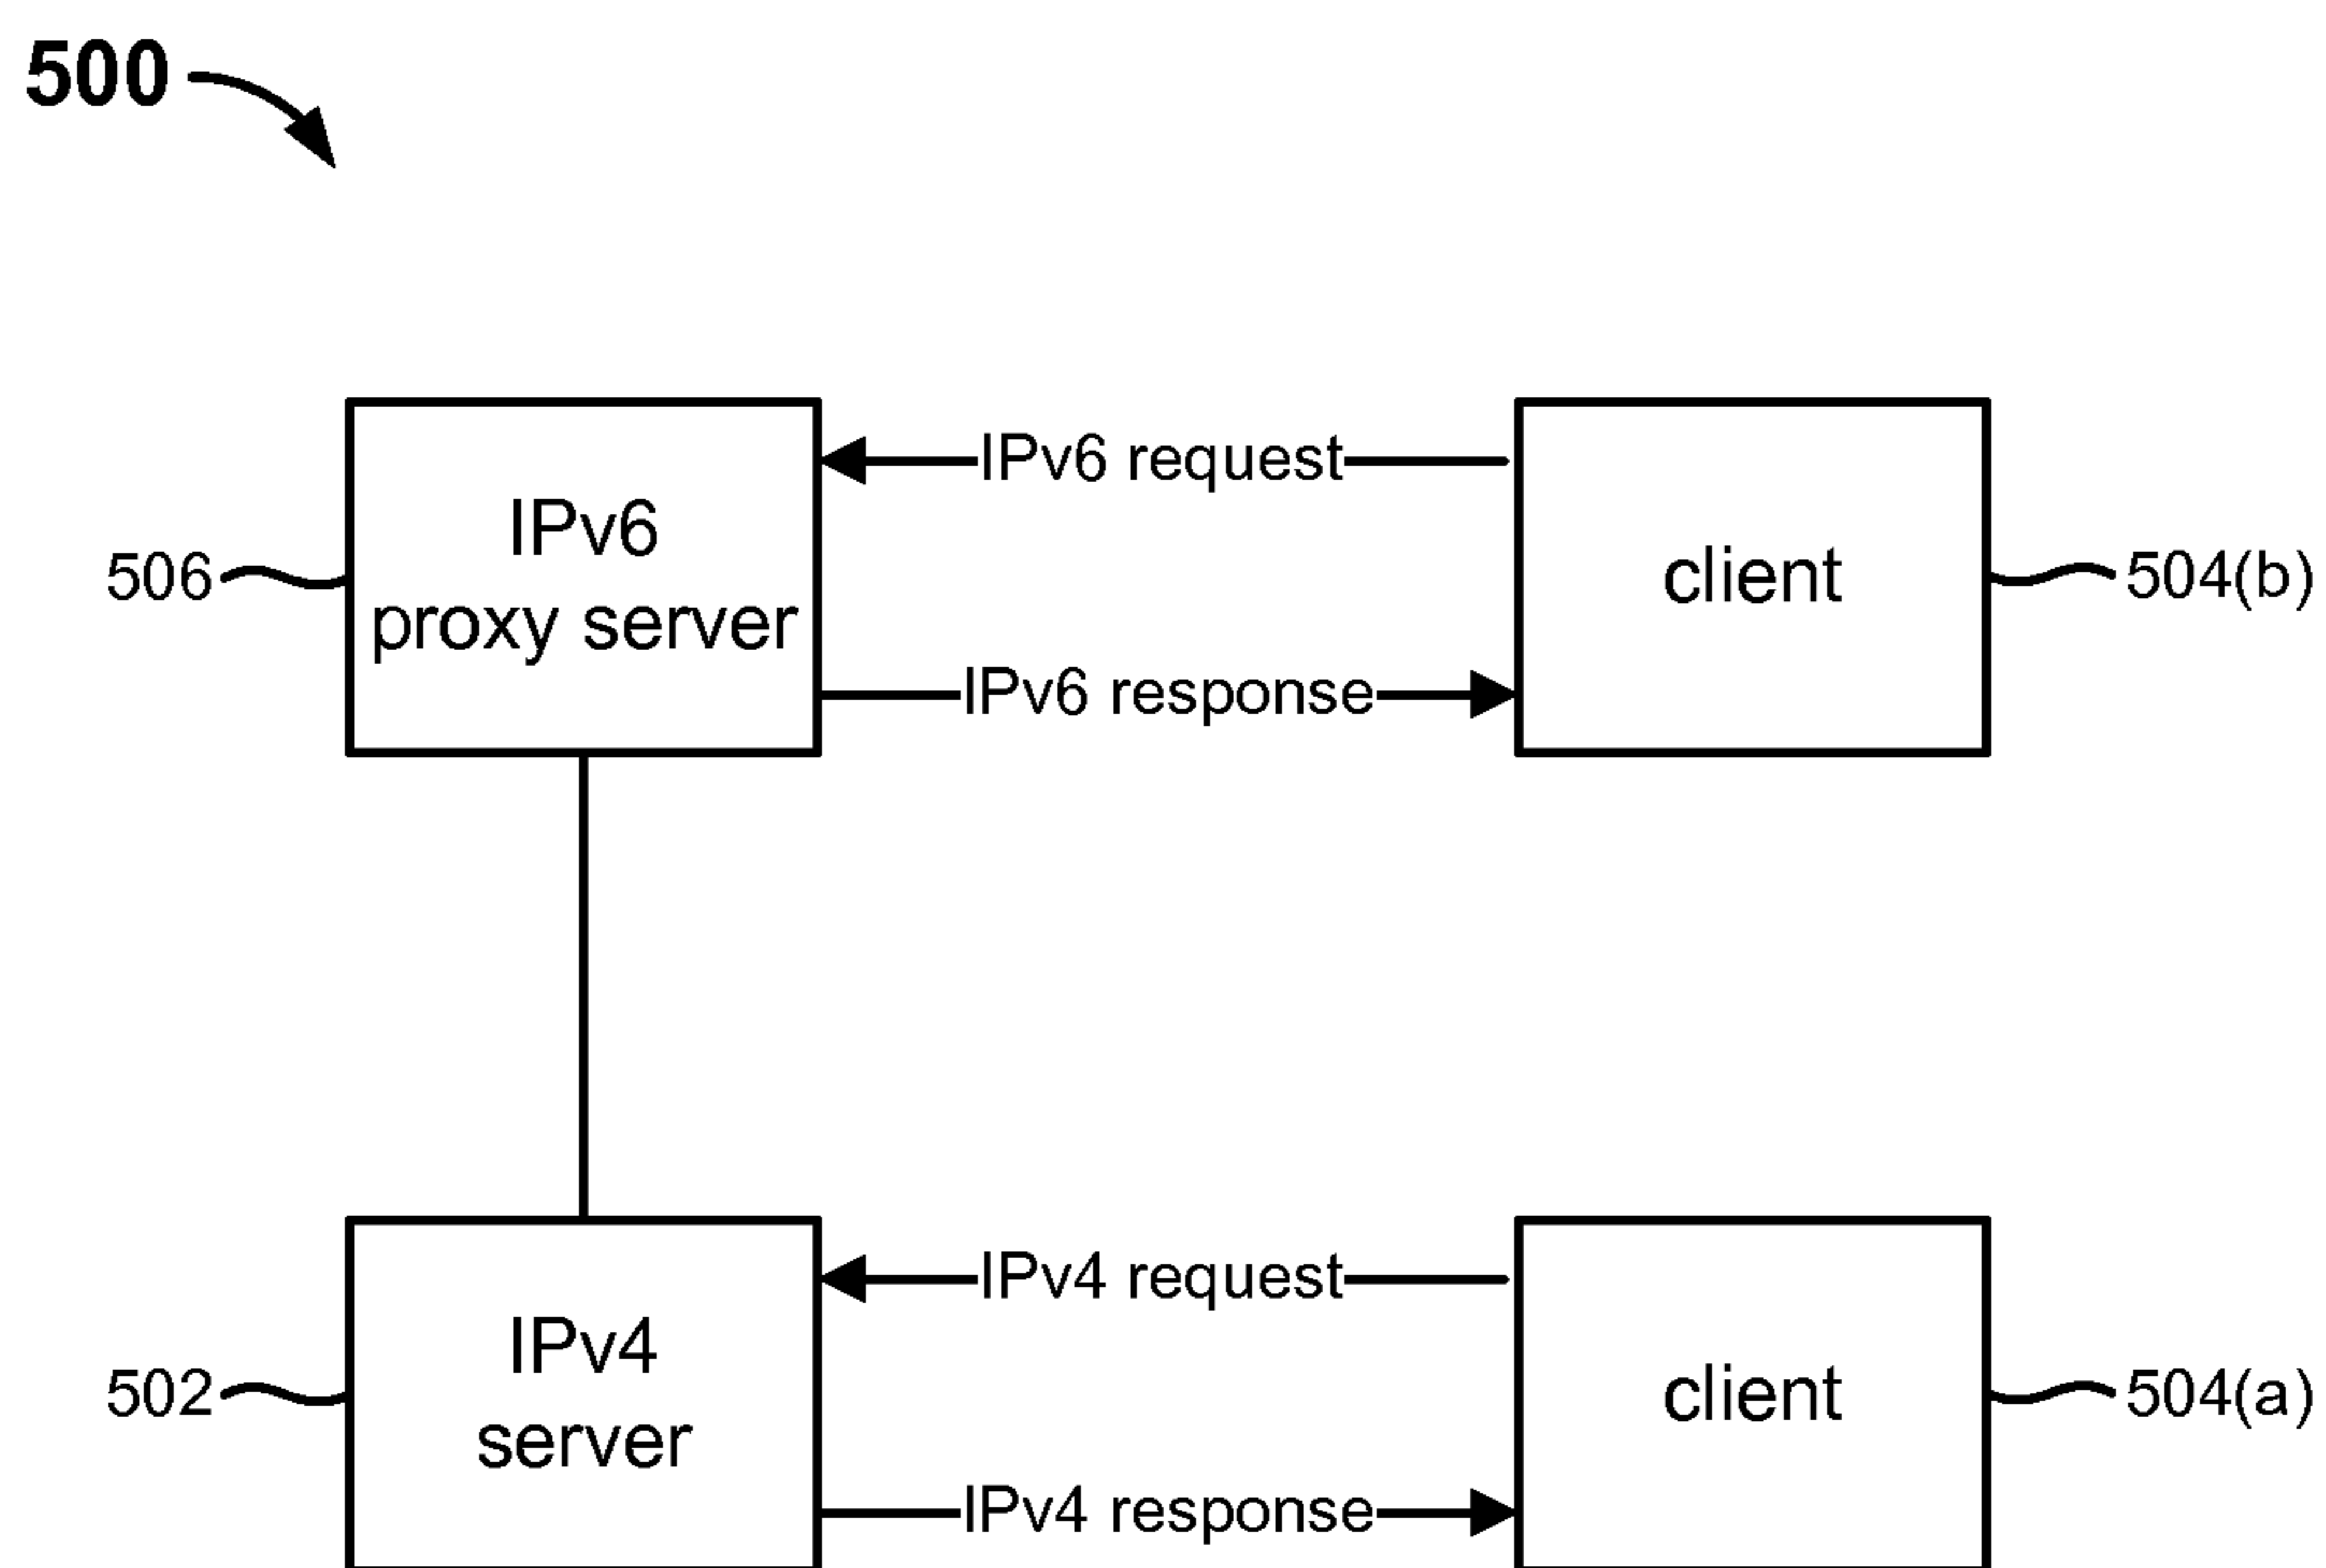 500
IPv6 request
IPv6
proxy server
506
client
504(b)
IPv6 response
IPv4 request
IPv4
server
502
client
504(a)
IPv4 response